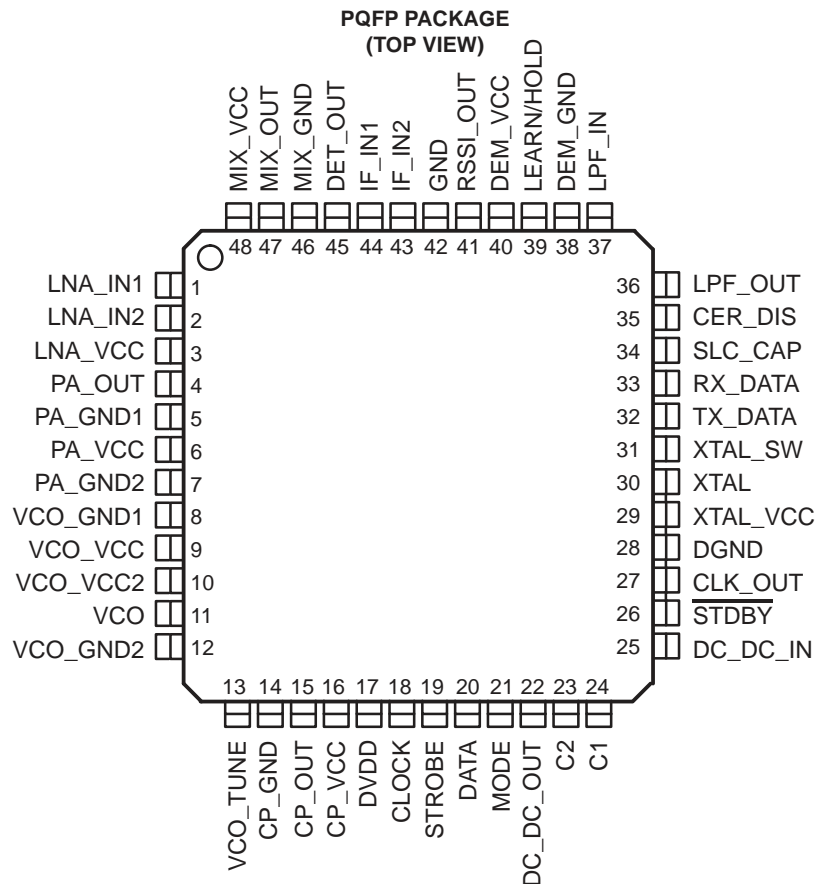 PQFP PACKAGE
(TOP VIEW)
MIX_VCC
MIX_OUT
MIX_GND
DET_OUT
IF_IN1
IF_IN2
GND
RSSI_OUT
DEM_VCC
LEARN/HOLD
DEM_GND
LPF_IN
48 47 46 45 44 43 42 41 40 39 38 37
LNA_IN1 1
LNA_IN2 2
LNA_VCC 3
PA_OUT 4
PA_GND1 5
PA_VCC 6
PA_GND2 7
VCO_GND1 8
VCO_VCC 9
VCO_VCC2 10
VCO 11
VCO_GND2 12
36 LPF_OUT
35 CER_DIS
34 SLC_CAP
33 RX_DATA
32 TX_DATA
31 XTAL_SW
30 XTAL
29 XTAL_VCC
28 DGND
27 CLK_OUT
26 STDBY
25 DC_DC_IN
13 14 15 16 17 18 19 20 21 22 23 24
VCO_TUNE
CP_GND
CP_OUT
CP_VCC
DVDD
CLOCK
STROBE
DATA
MODE
DC_DC_OUT
C2
C1